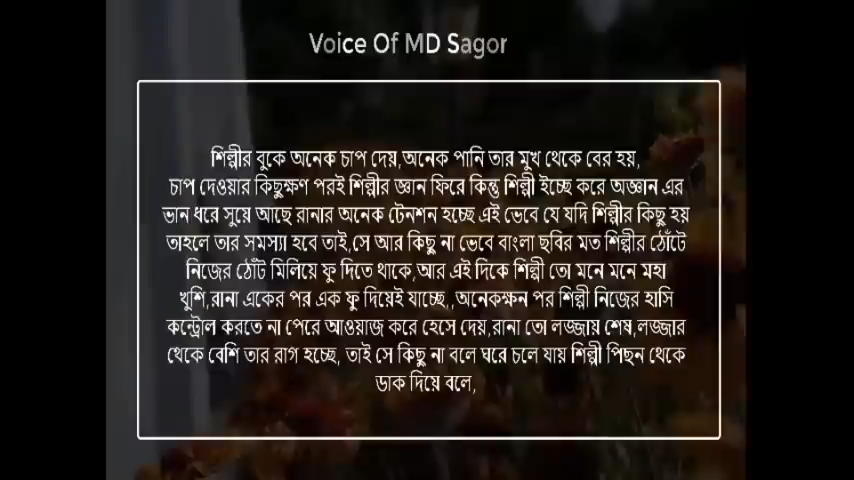 Voice Of MD Sagor
শিল্পীর বুকে অনেক চাপ দেয়,অনেক পানি তার মুখ থেকে বের হয়,
চাপ দেওয়ার কিছুক্ষণ পরই শিল্পীর জ্ঞান ফিরে কিন্তু শিল্পী ইচ্ছে করে অজ্ঞান এর
ভান ধরে সুয়ে আছে রানার অনেক টেনশন হচ্ছে এই ভেবে যে যদি শিল্পীর কিছু হয়
তাহলে তার সমস্যা হবে তাই,সে আর কিছু না ভেবে বাংলা ছবির মত শিল্পীর ঠোঁটে
নিজের ঠোঁট মিলিয়ে ফু দিতে থাকে,আর এই দিকে শিল্পী তো মনে মনে মহা
খুশি,রানা একের পর এক ফু দিয়েই যাচ্ছে,,অনেকক্ষন পর শিল্পী নিজের হাসি
কন্ট্রোল করতে না পেরে আওয়াজ করে হেসে দেয়,রানা তো লজ্জায় শেষ,লজ্জার
থেকে বেশি তার রাগ হচ্ছে, তাই সে কিছু না বলে ঘরে চলে যায় শিল্পী পিছন থেকে
ডাক দিয়ে বলে,